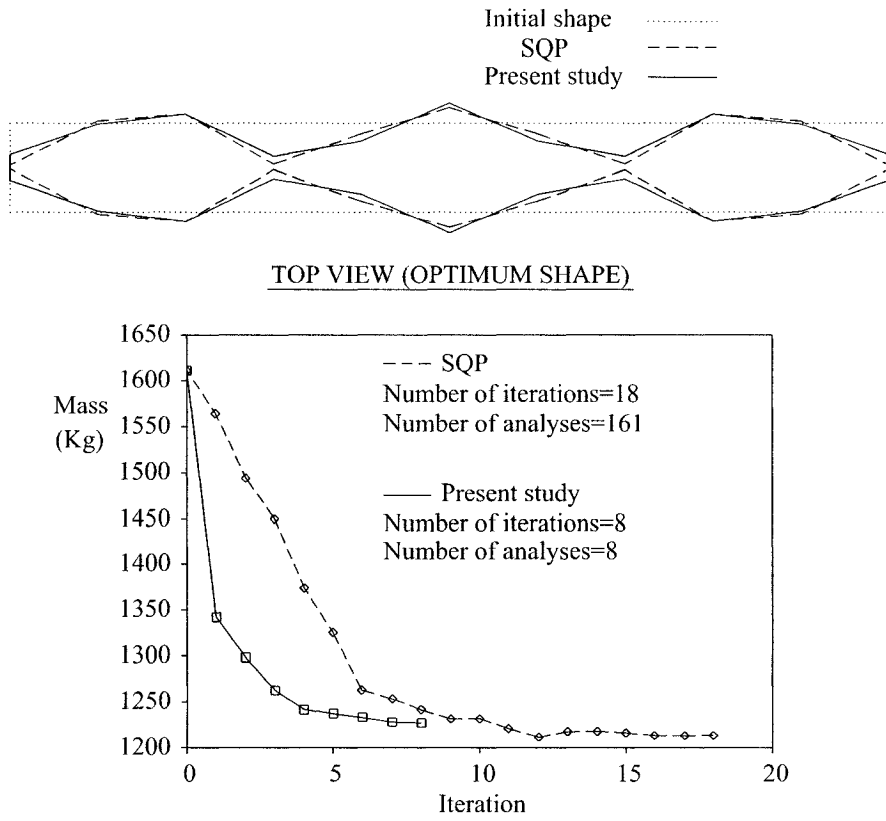 Initial shape
SQP
Present study
TOP VIEW (OPTIMUM SHAPE)
1650
1600
1550
1500
1450
1400
1350
1300
1250
1200
Mass
(Kg)
SQP
Number of iterations=18
Number of analyses=161
Present study
Number of iterations=8
Number of analyses=8
0
5
10
15
20
Iteration